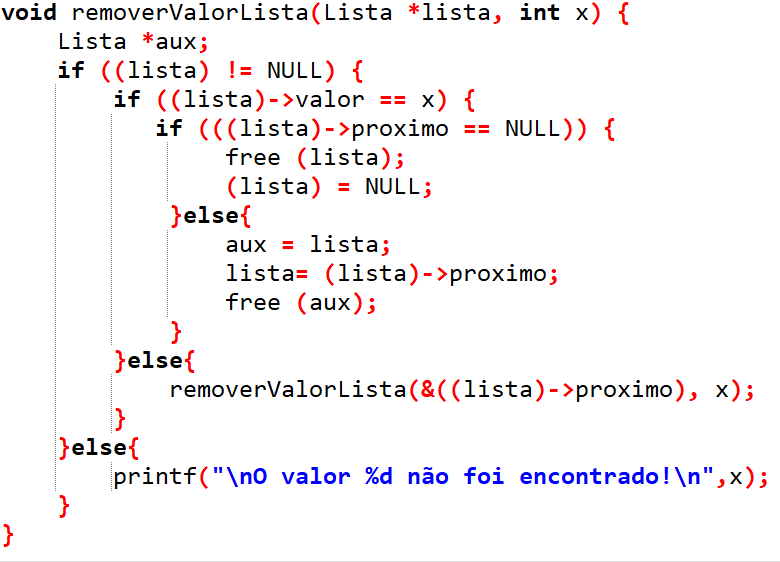 void removerValorLista(Lista *lista, int x) {
    Lista *aux;
    if ((lista) != NULL) {
        if ((lista)->valor == x) {
           if (((lista)->proximo == NULL)) {
                free (lista);
                (lista) = NULL;
            }else{
                aux = lista;
                lista= (lista)->proximo;
                free (aux);
            }
        }else{
            removerValorLista(&((lista)->proximo), x);
        }
    }else{
        printf("\nO valor %d não foi encontrado!\n",x);
    }
}